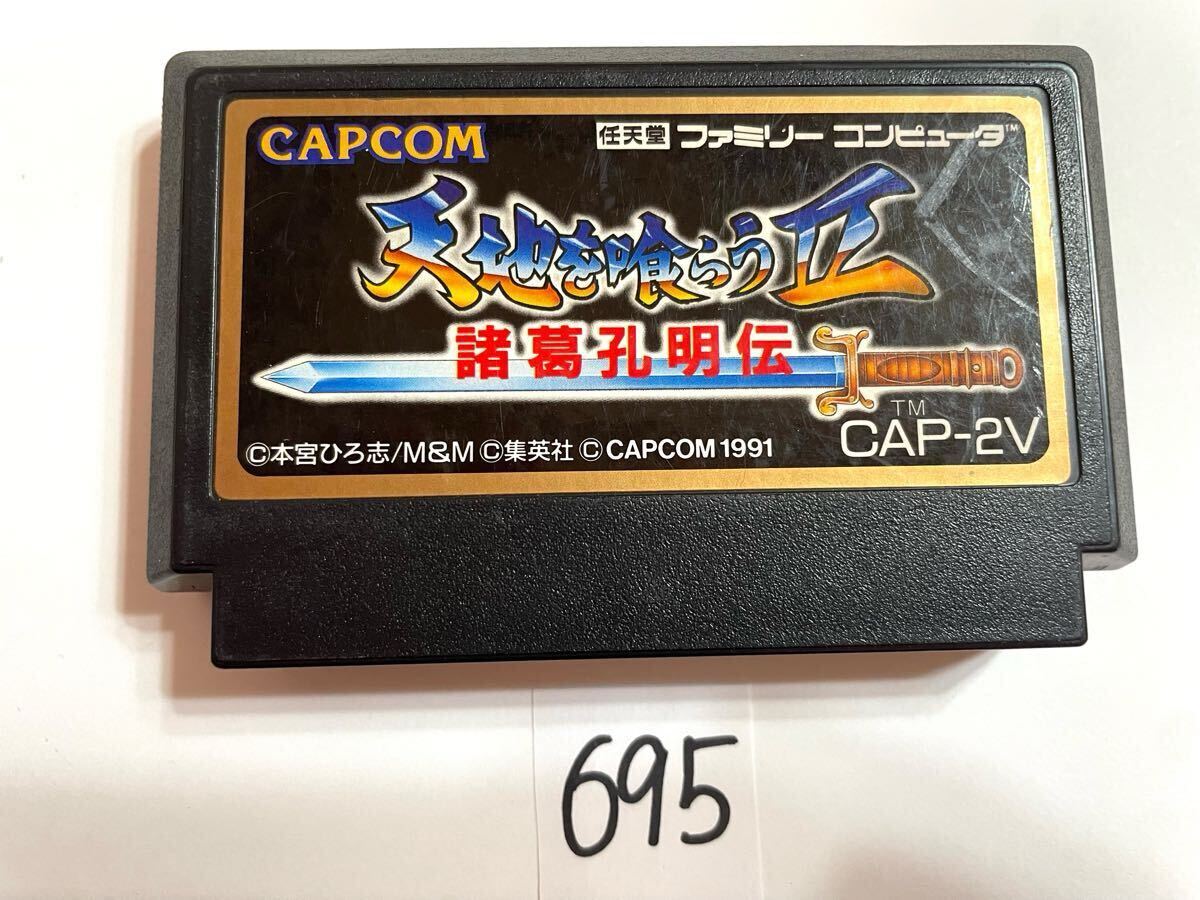 CAPCOM
任天堂 ファミリー コンピュータ™
天地を喰らうⅡ
諸葛孔明伝
TM
CAP-2V
©本宮ひろ志/M&M ©集英社 © CAPCOM 1991
695